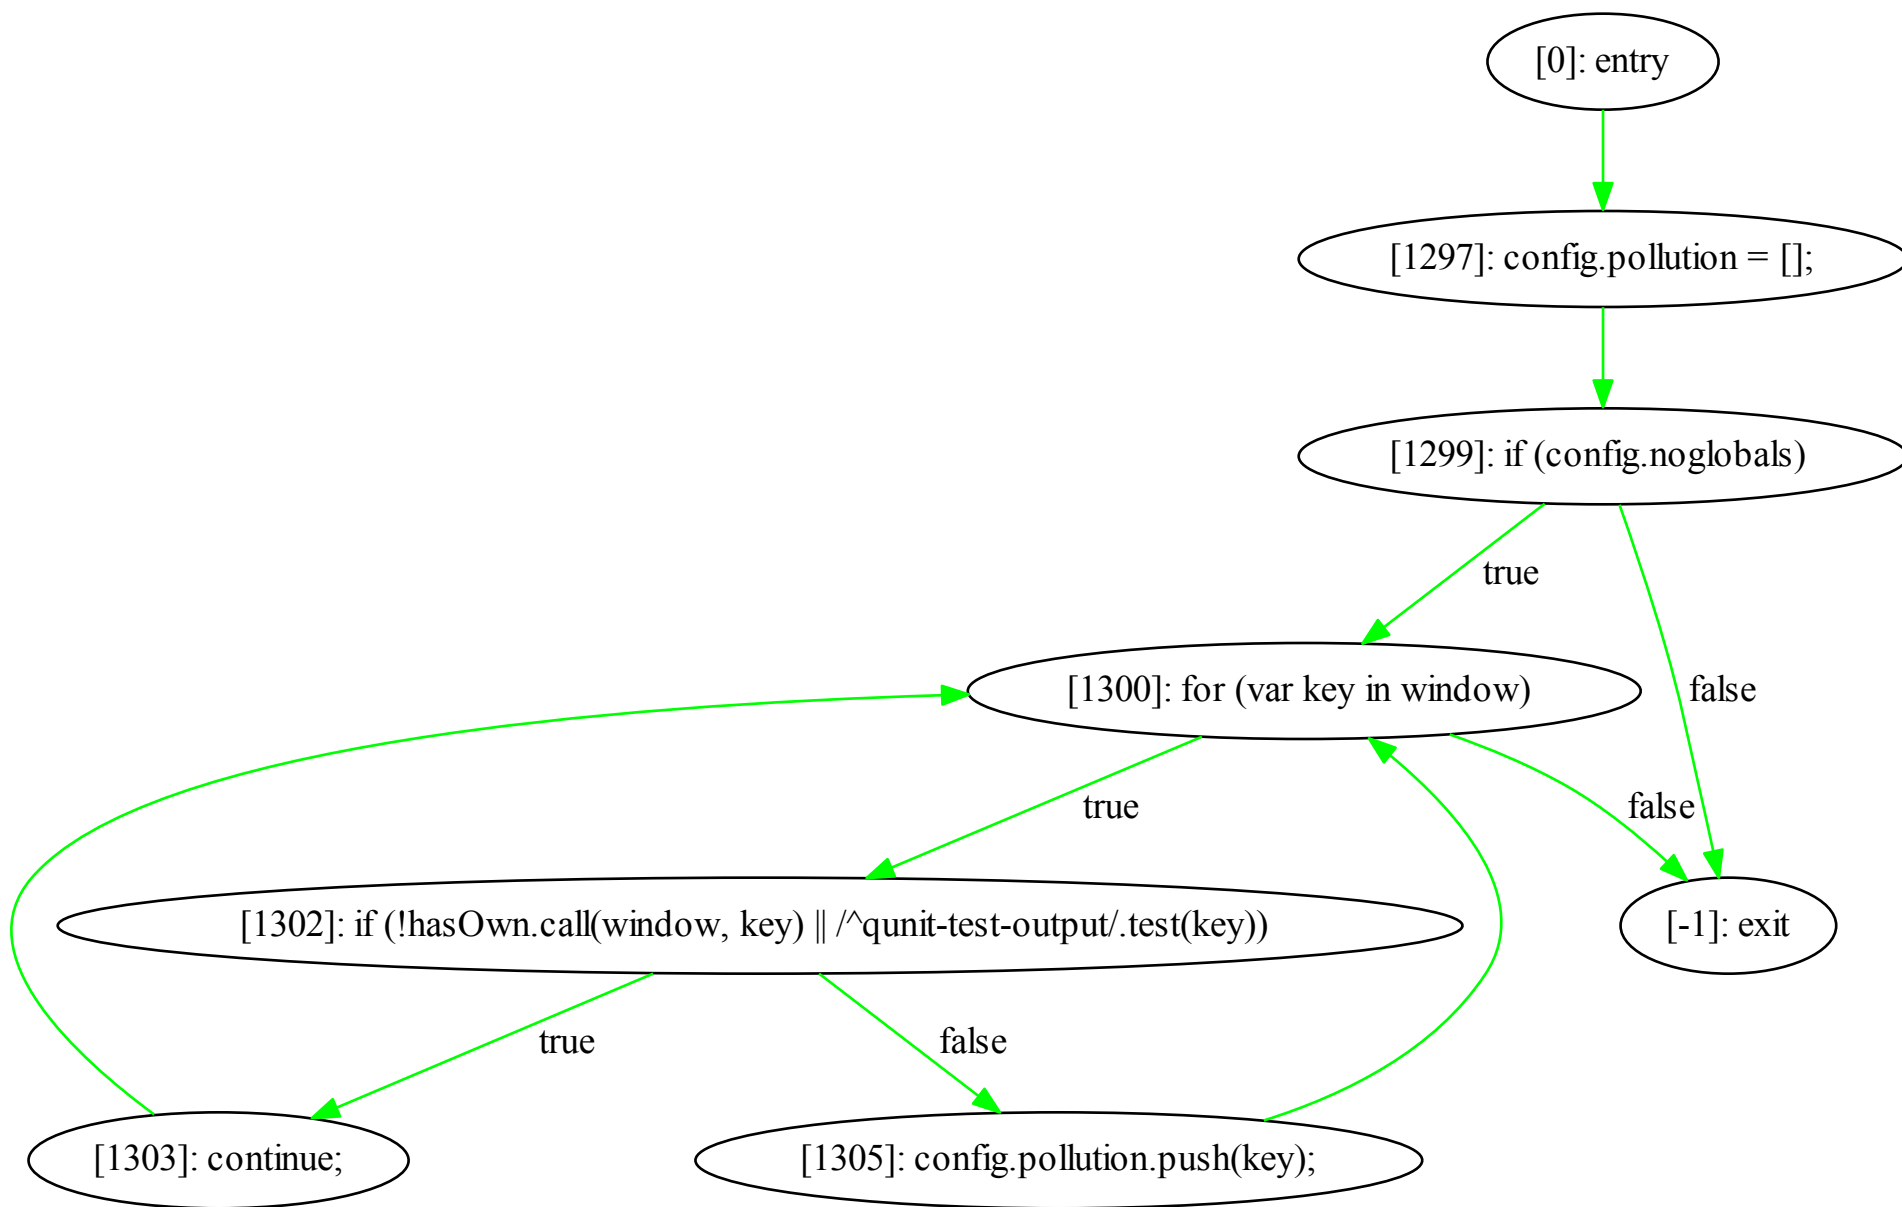 [0]: entry
[1297]: config.pollution = [];
[1299]: if (config.noglobals)
true
false
[1300]: for (var key in window)
true
false
[1302]: if (!hasOwn.call(window, key) || /^qunit-test-output/.test(key))
[-1]: exit
true
false
[1303]: continue;
[1305]: config.pollution.push(key);